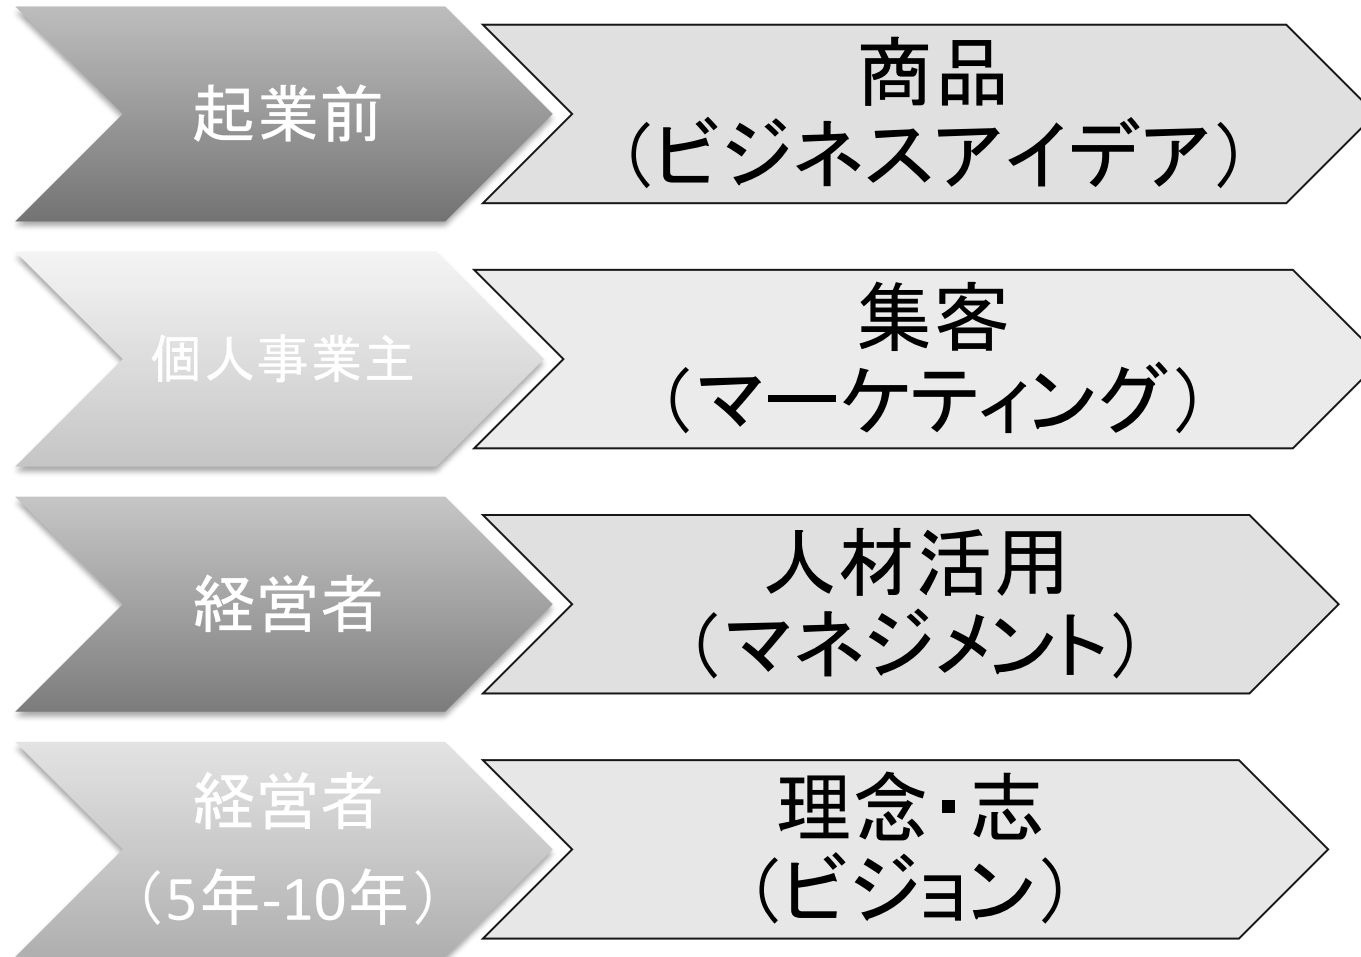 起業前
商品
（ビジネスアイデア）
個人事業主
集客
（マーケティング）
経営者
人材活用
（マネジメント）
経営者
（5年-10年）
理念・志
（ビジョン）